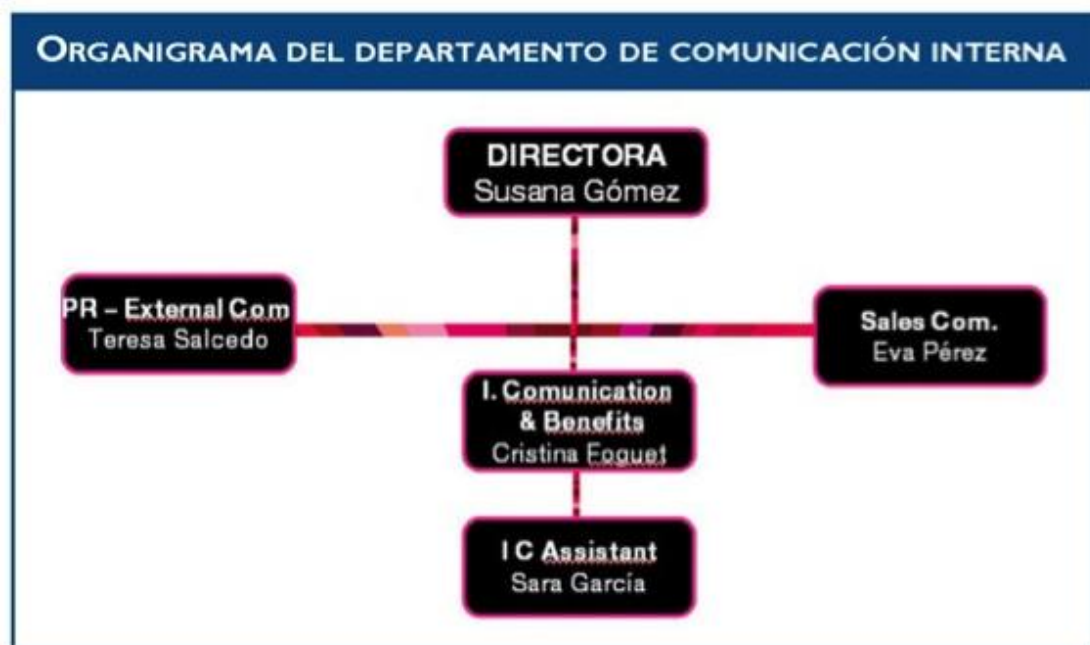 ORGANIGRAMA DEL DEPARTAMENTO DE COMUNICACIÓN INTERNA
DIRECTORA
Susana Gómez
PR – External Com
Teresa Salcedo
Sales Com.
Eva Pérez
I. Comunication
& Benefits
Cristina Foguet
I C Assistant
Sara García